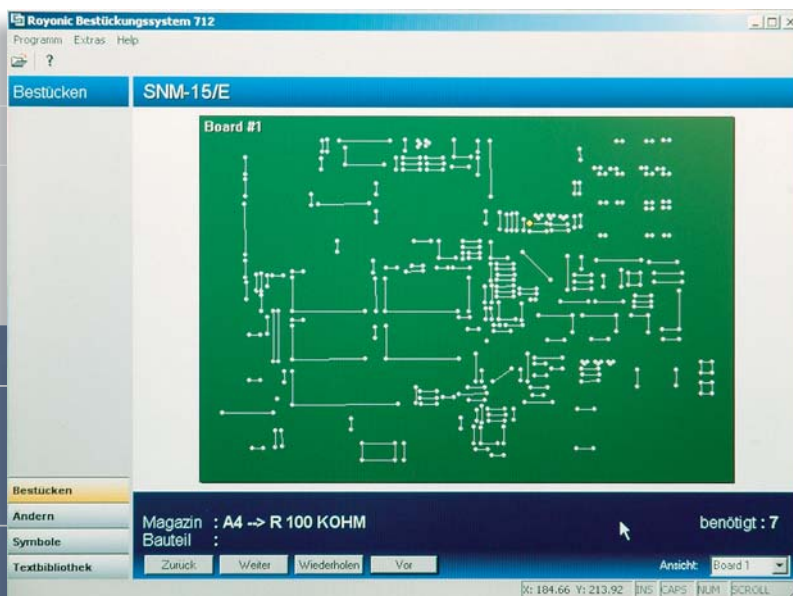 Royonic Bestückungssystem 712
Programm Extras Help
?
Bestücken
SNM-15/E
Board #1
Bestücken
Ändern
Symbole
Textbibliothek
Magazin : A4 --> R 100 KOHM
benötigt : 7
Bauteil :
Zurück Weiter Wiederholen Vor
Ansicht: Board 1
X: 184.66 Y: 213.92 INS CAPS NUM SCROLL